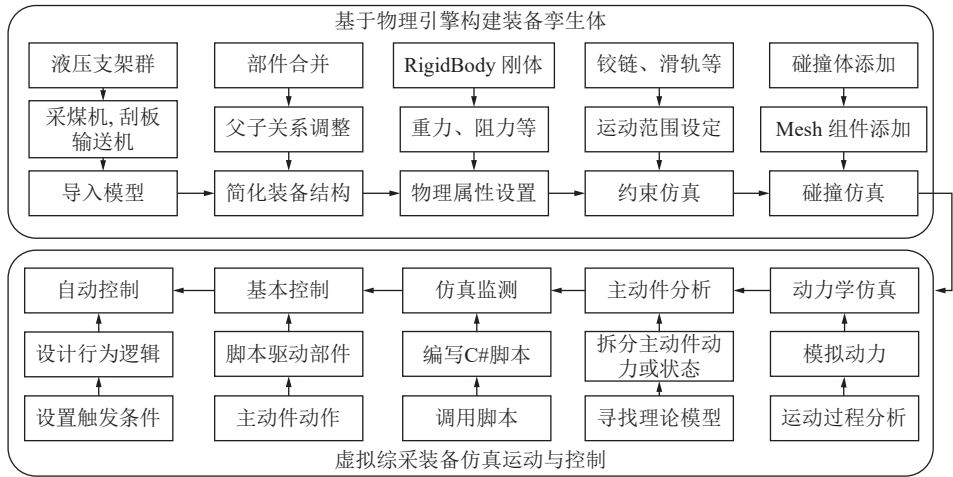 基于物理引擎构建装备孪生体
液压支架群
部件合并
RigidBody 刚体
铰链、滑轨等
碰撞体添加
采煤机, 刮板
输送机
父子关系调整
重力、阻力等
运动范围设定
Mesh 组件添加
导入模型
简化装备结构
物理属性设置
约束仿真
碰撞仿真
自动控制
基本控制
仿真监测
主动件分析
动力学仿真
设计行为逻辑
脚本驱动部件
编写C#脚本
拆分主动件动
力或状态
模拟动力
设置触发条件
主动件动作
调用脚本
寻找理论模型
运动过程分析
虚拟综采装备仿真运动与控制